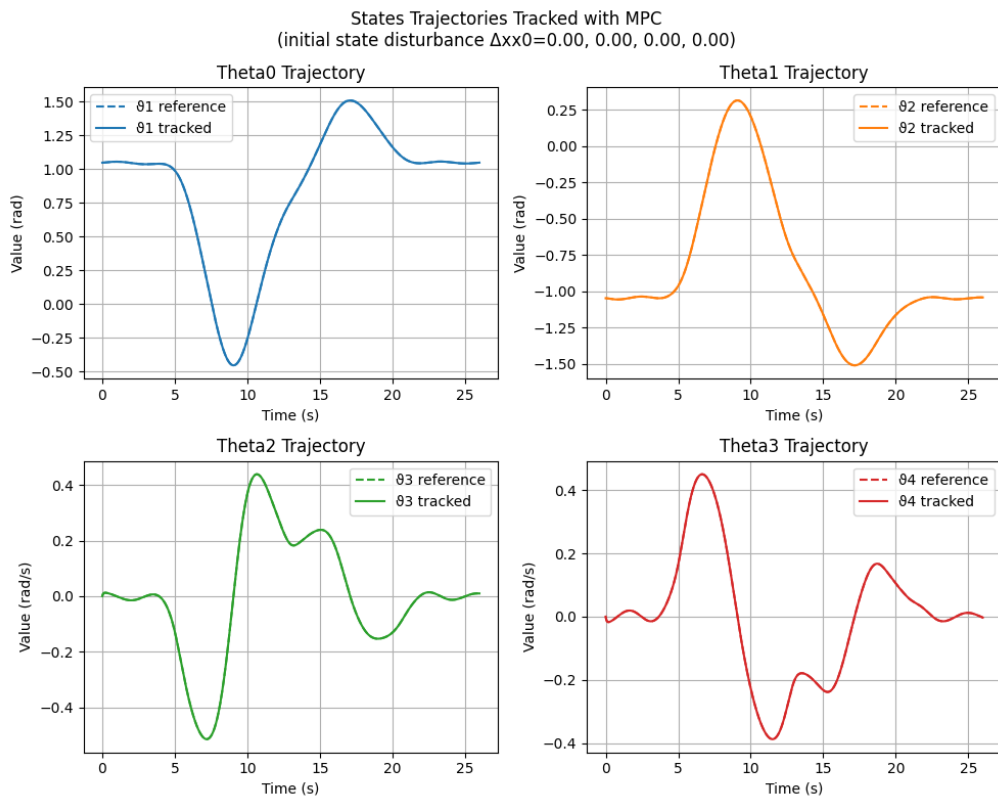 States Trajectories Tracked with MPC
(initial state disturbance Δxx0=0.00, 0.00, 0.00, 0.00)
Theta0 Trajectory
ϑ1 reference
ϑ1 tracked
Value (rad)
1.50
1.25
1.00
0.75
0.50
0.25
0.00
−0.25
−0.50
0 5 10 15 20 25
Time (s)
Theta1 Trajectory
ϑ2 reference
ϑ2 tracked
Value (rad)
0.25
0.00
−0.25
−0.50
−0.75
−1.00
−1.25
−1.50
0 5 10 15 20 25
Time (s)
Theta2 Trajectory
ϑ3 reference
ϑ3 tracked
Value (rad/s)
0.4
0.2
0.0
−0.2
−0.4
0 5 10 15 20 25
Time (s)
Theta3 Trajectory
ϑ4 reference
ϑ4 tracked
Value (rad/s)
0.4
0.2
0.0
−0.2
−0.4
0 5 10 15 20 25
Time (s)